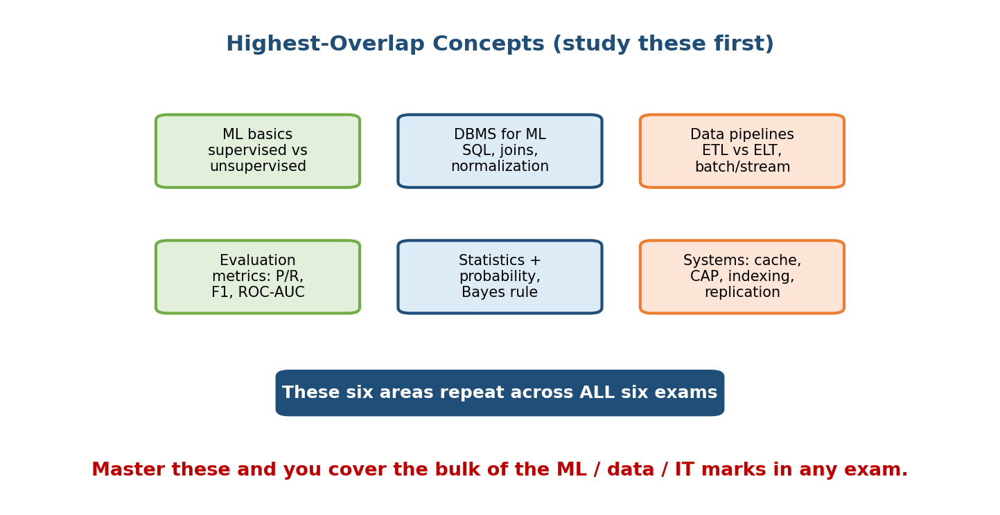 Highest-Overlap Concepts (study these first)
ML basics
supervised vs
unsupervised
DBMS for ML
SQL, joins,
normalization
Data pipelines
ETL vs ELT,
batch/stream
Evaluation
metrics: P/R,
F1, ROC-AUC
Statistics +
probability,
Bayes rule
Systems: cache,
CAP, indexing,
replication
These six areas repeat across ALL six exams
Master these and you cover the bulk of the ML / data / IT marks in any exam.